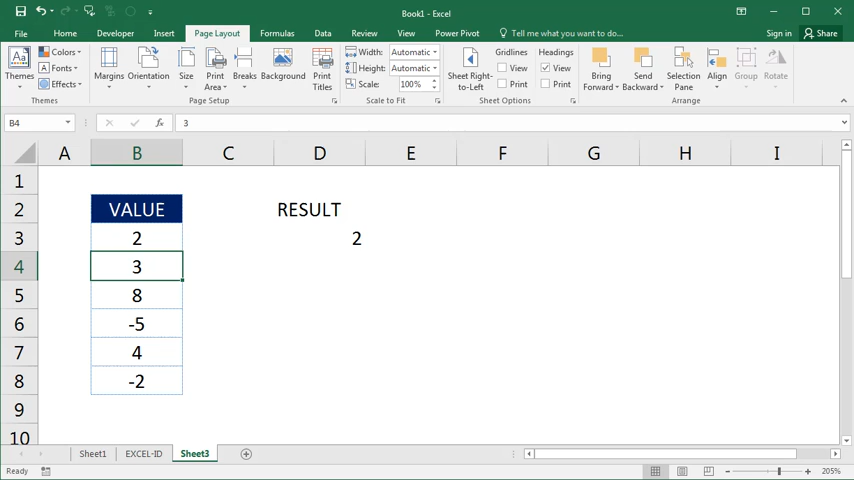 Book1 - Excel
File Home Developer Insert Page Layout Formulas Data Review View Power Pivot Tell me what you want to do... Sign in Share
Colors Width: Automatic Gridlines Headings
Fonts Height: Automatic View View
Effects Scale: 100% Print Print
Themes Margins Orientation Size Print Area Breaks Background Print Titles Sheet Right-to-Left Bring Forward Send Backward Selection Pane Align Group Rotate
Themes Page Setup Scale to Fit Sheet Options Arrange
B4 fx 3
A B C D E F G H I
1
2 VALUE RESULT
3 2 2
4 3
5 8
6 -5
7 4
8 -2
9
10
Sheet1 EXCEL-ID Sheet3
Ready 205%